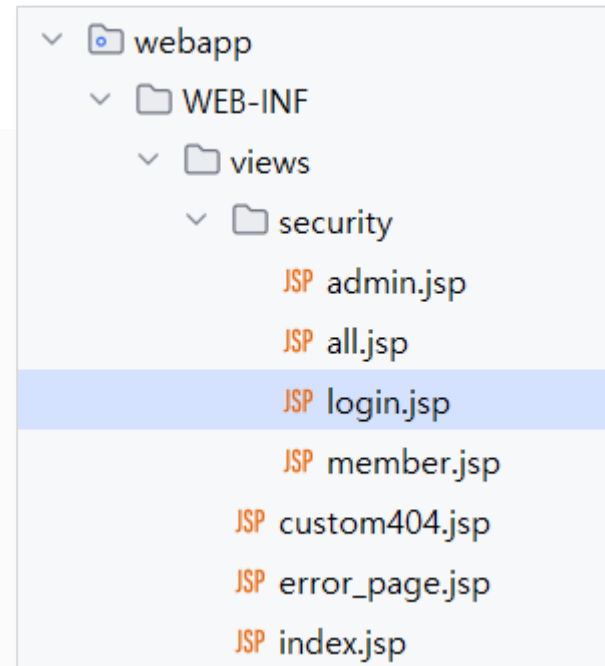 webapp
WEB-INF
views
security
JSP admin.jsp
JSP all.jsp
JSP login.jsp
JSP member.jsp
JSP custom404.jsp
JSP error_page.jsp
JSP index.jsp